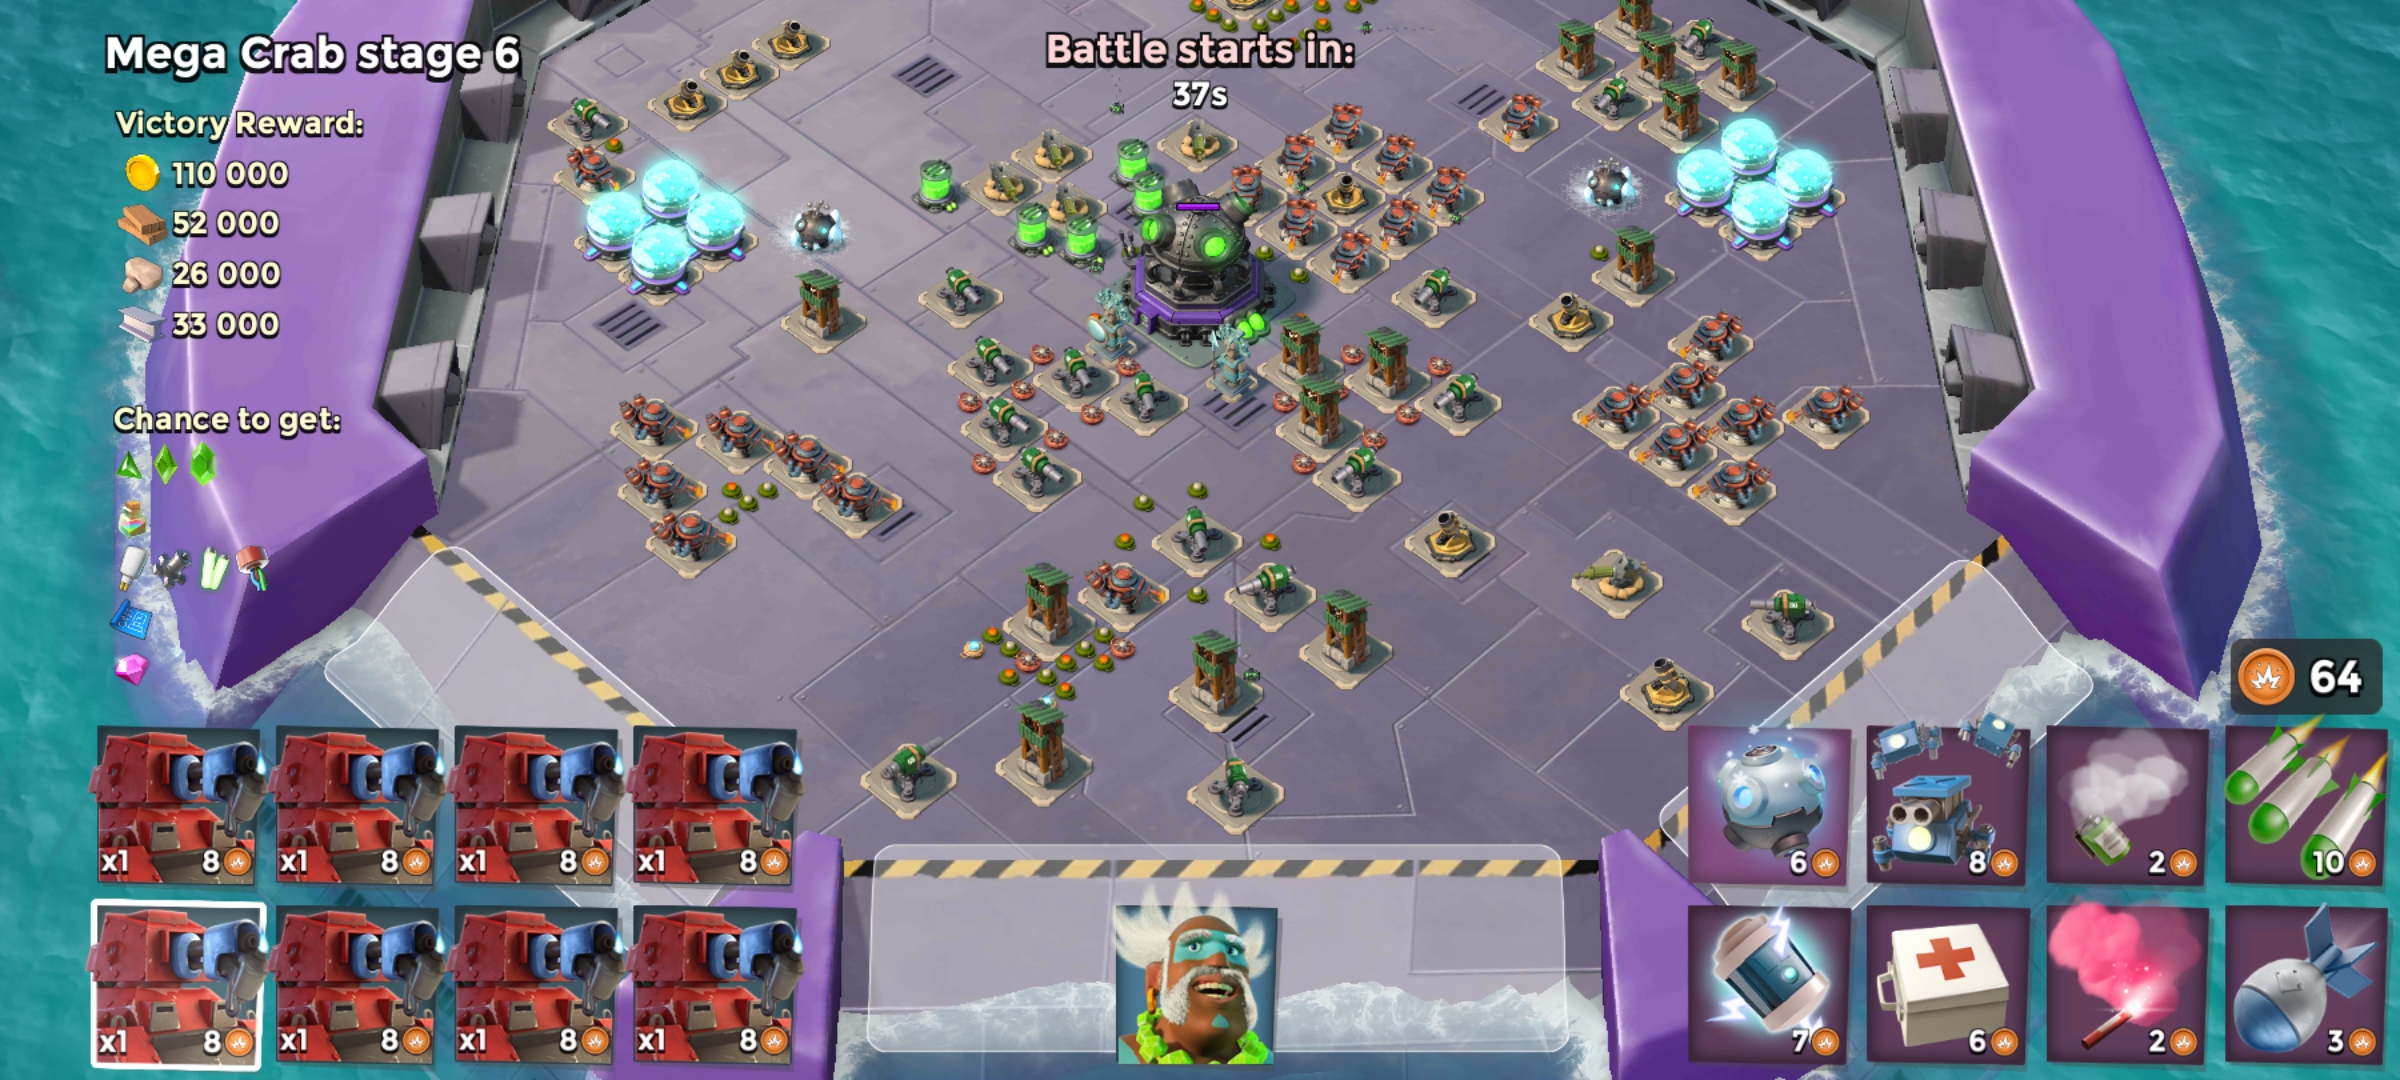 Mega Crab stage 6
Battle starts in:
37s
Victory Reward:
110 000
52 000
26 000
33 000
Chance to get:
64
x1 8
x1 8
x1 8
x1 8
6
8
2
10
x1 8
x1 8
x1 8
x1 8
7
6
2
3